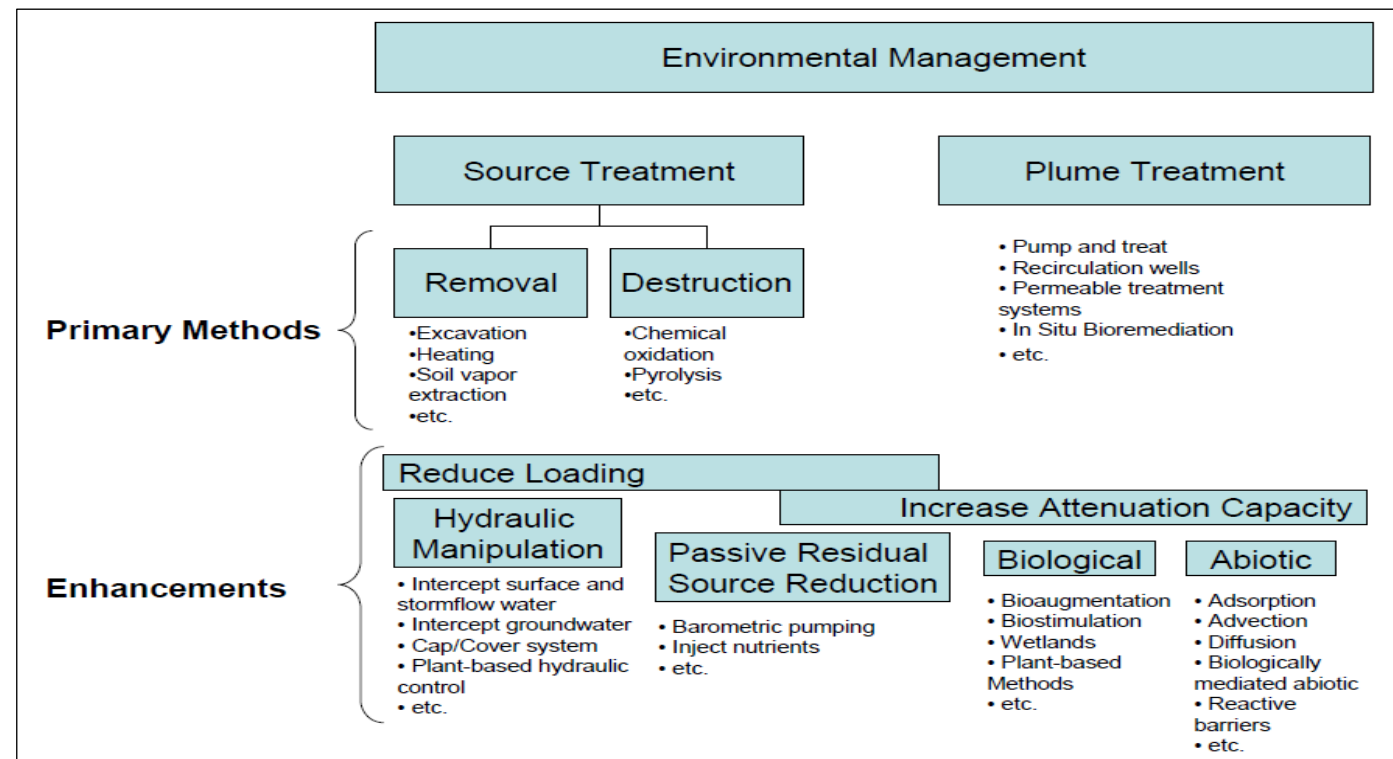 Environmental Management
Source Treatment
Plume Treatment
Primary Methods
Removal
•Excavation
•Heating
•Soil vapor
extraction
•etc.
Destruction
•Chemical
oxidation
•Pyrolysis
•etc.
• Pump and treat
• Recirculation wells
• Permeable treatment
systems
• In Situ Bioremediation
• etc.
Enhancements
Reduce Loading
Increase Attenuation Capacity
Hydraulic
Manipulation
• Intercept surface and
stormflow water
• Intercept groundwater
• Cap/Cover system
• Plant-based hydraulic
control
• etc.
Passive Residual
Source Reduction
• Barometric pumping
• Inject nutrients
• etc.
Biological
• Bioaugmentation
• Biostimulation
• Wetlands
• Plant-based
Methods
• etc.
Abiotic
• Adsorption
• Advection
• Diffusion
• Biologically
mediated abiotic
• Reactive
barriers
• etc.